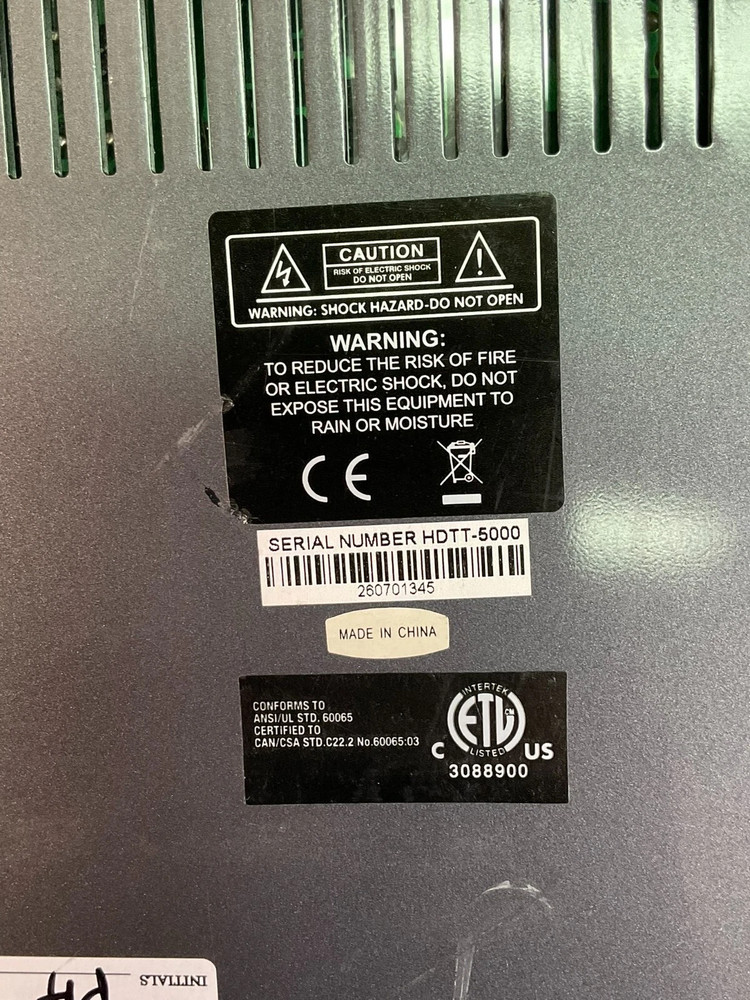 CAUTION
RISK OF ELECTRIC SHOCK
DO NOT OPEN
WARNING: SHOCK HAZARD-DO NOT OPEN
WARNING:
TO REDUCE THE RISK OF FIRE
OR ELECTRIC SHOCK, DO NOT
EXPOSE THIS EQUIPMENT TO
RAIN OR MOISTURE
CE
SERIAL NUMBER HDTT-5000
260701345
MADE IN CHINA
CONFORMS TO
ANSI/UL STD. 60065
CERTIFIED TO
CAN/CSA STD.C22.2 No.60065:03
INTERTEK
ETL CM
LISTED
C US
3088900
INITIALS